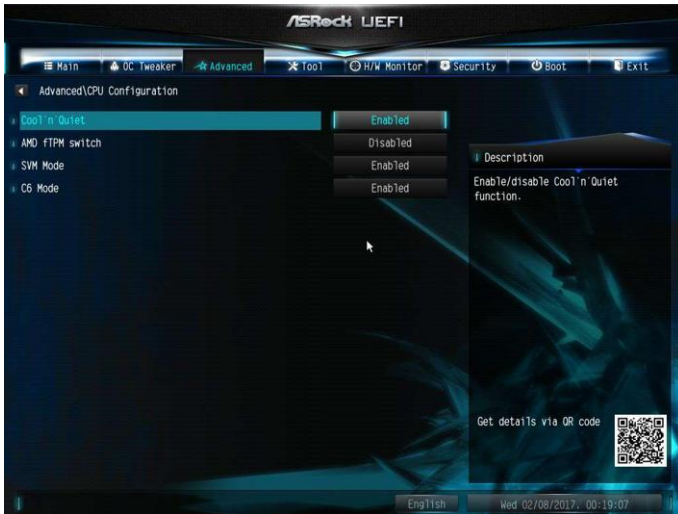 ASRock UEFI
Main OC Tweaker Advanced Tool H/W Monitor Security Boot Exit
Advanced\CPU Configuration
Cool'n'Quiet Enabled
AMD fTPM switch Disabled
SVM Mode Enabled
C6 Mode Enabled
Description
Enable/disable Cool'n'Quiet
function.
Get details via QR code
English Wed 02/08/2017. 00:19:07